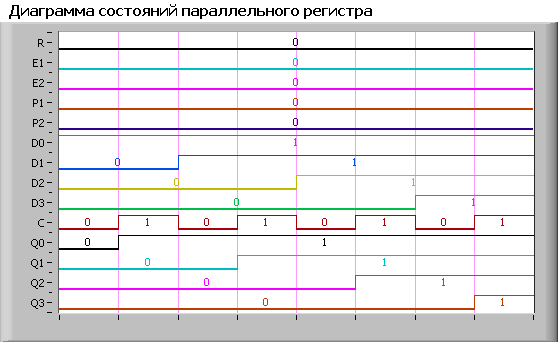 Диаграмма состояний параллельного регистра
R 0
E1 0
E2 0
P1 0
P2 0
D0 1
D1 0 1
D2 0 1
D3 0 1
C 0 1 0 1 0 1 0 1
Q0 0 1
Q1 0 1
Q2 0 1
Q3 0 1